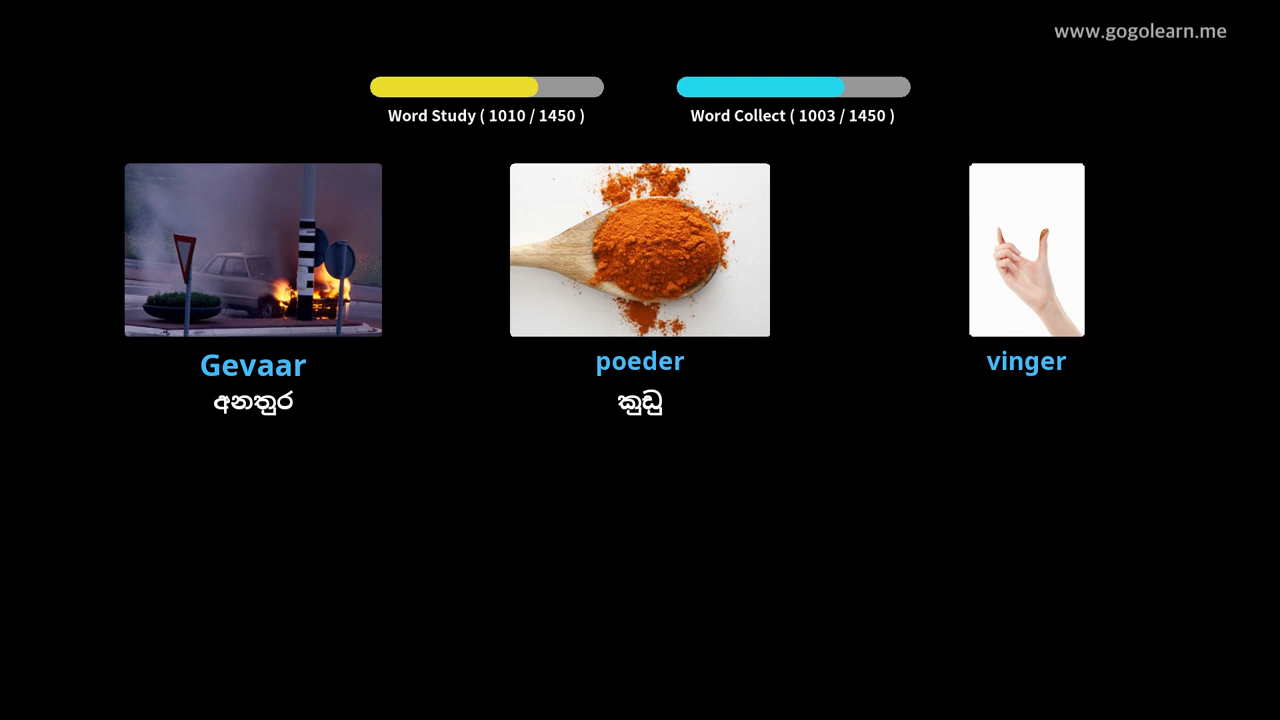 www.gogolearn.me
Word Study ( 1010 / 1450 )
Word Collect ( 1003 / 1450 )
Gevaar
අනතුර
poeder
කුඩු
vinger